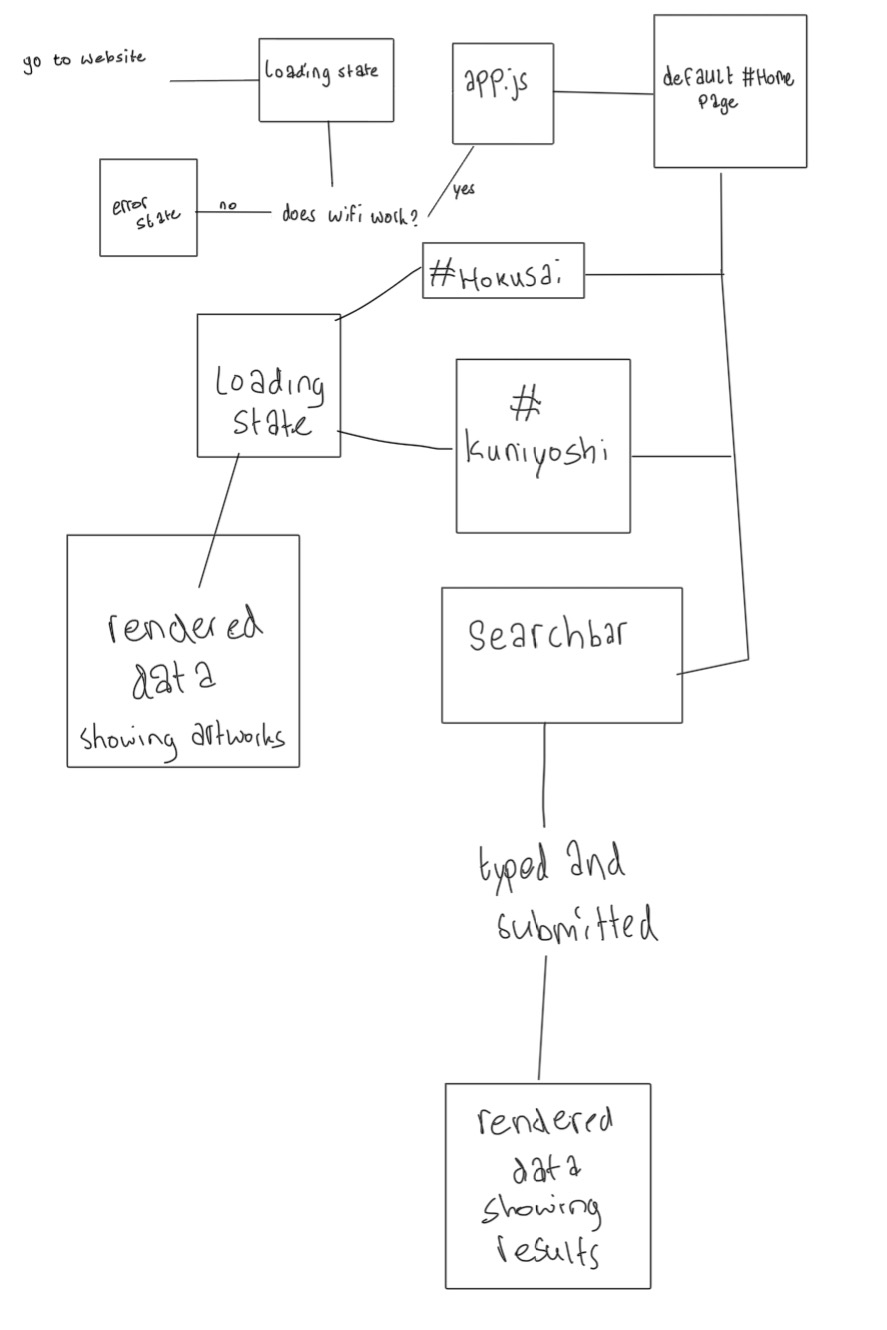 go to website
Loading state
app.js
default #Home
page
error
state
no
does wifi work?
yes
#Hokusai
Loading
state
#
kuniyoshi
rendered
data
showing artworks
Searchbar
typed and
submitted
rendered
data
showing
results